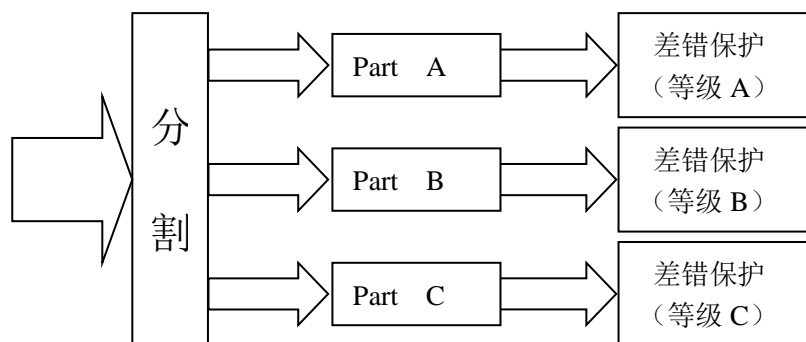 分
割
Part A
差错保护
（等级 A）
Part B
差错保护
（等级 B）
Part C
差错保护
（等级 C）